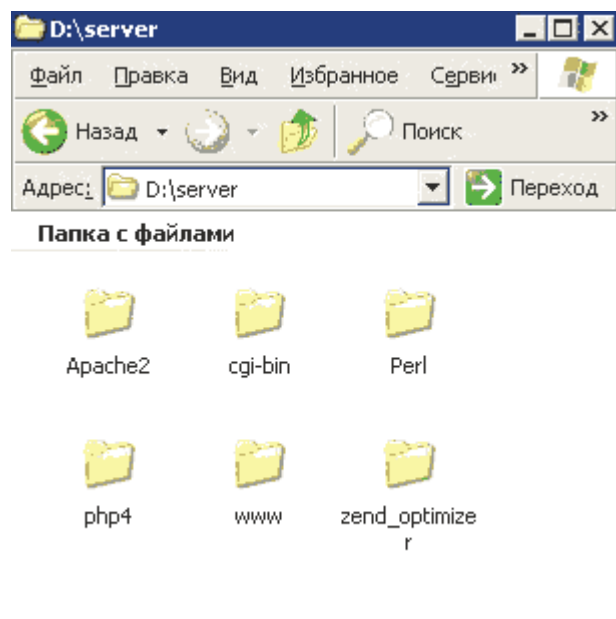 D:\server
Файл Правка Вид Избранное Серви »
Назад Поиск »
Адрес: D:\server Переход
Папка с файлами
Apache2 cgi-bin Perl
php4 www zend_optimize
r